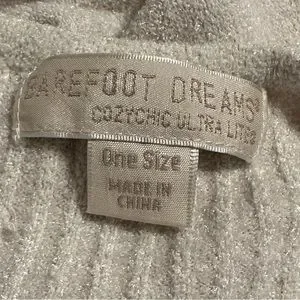 BAREFOOT DREAMS®
COZYCHIC ULTRA LITE®
One Size
MADE IN
CHINA